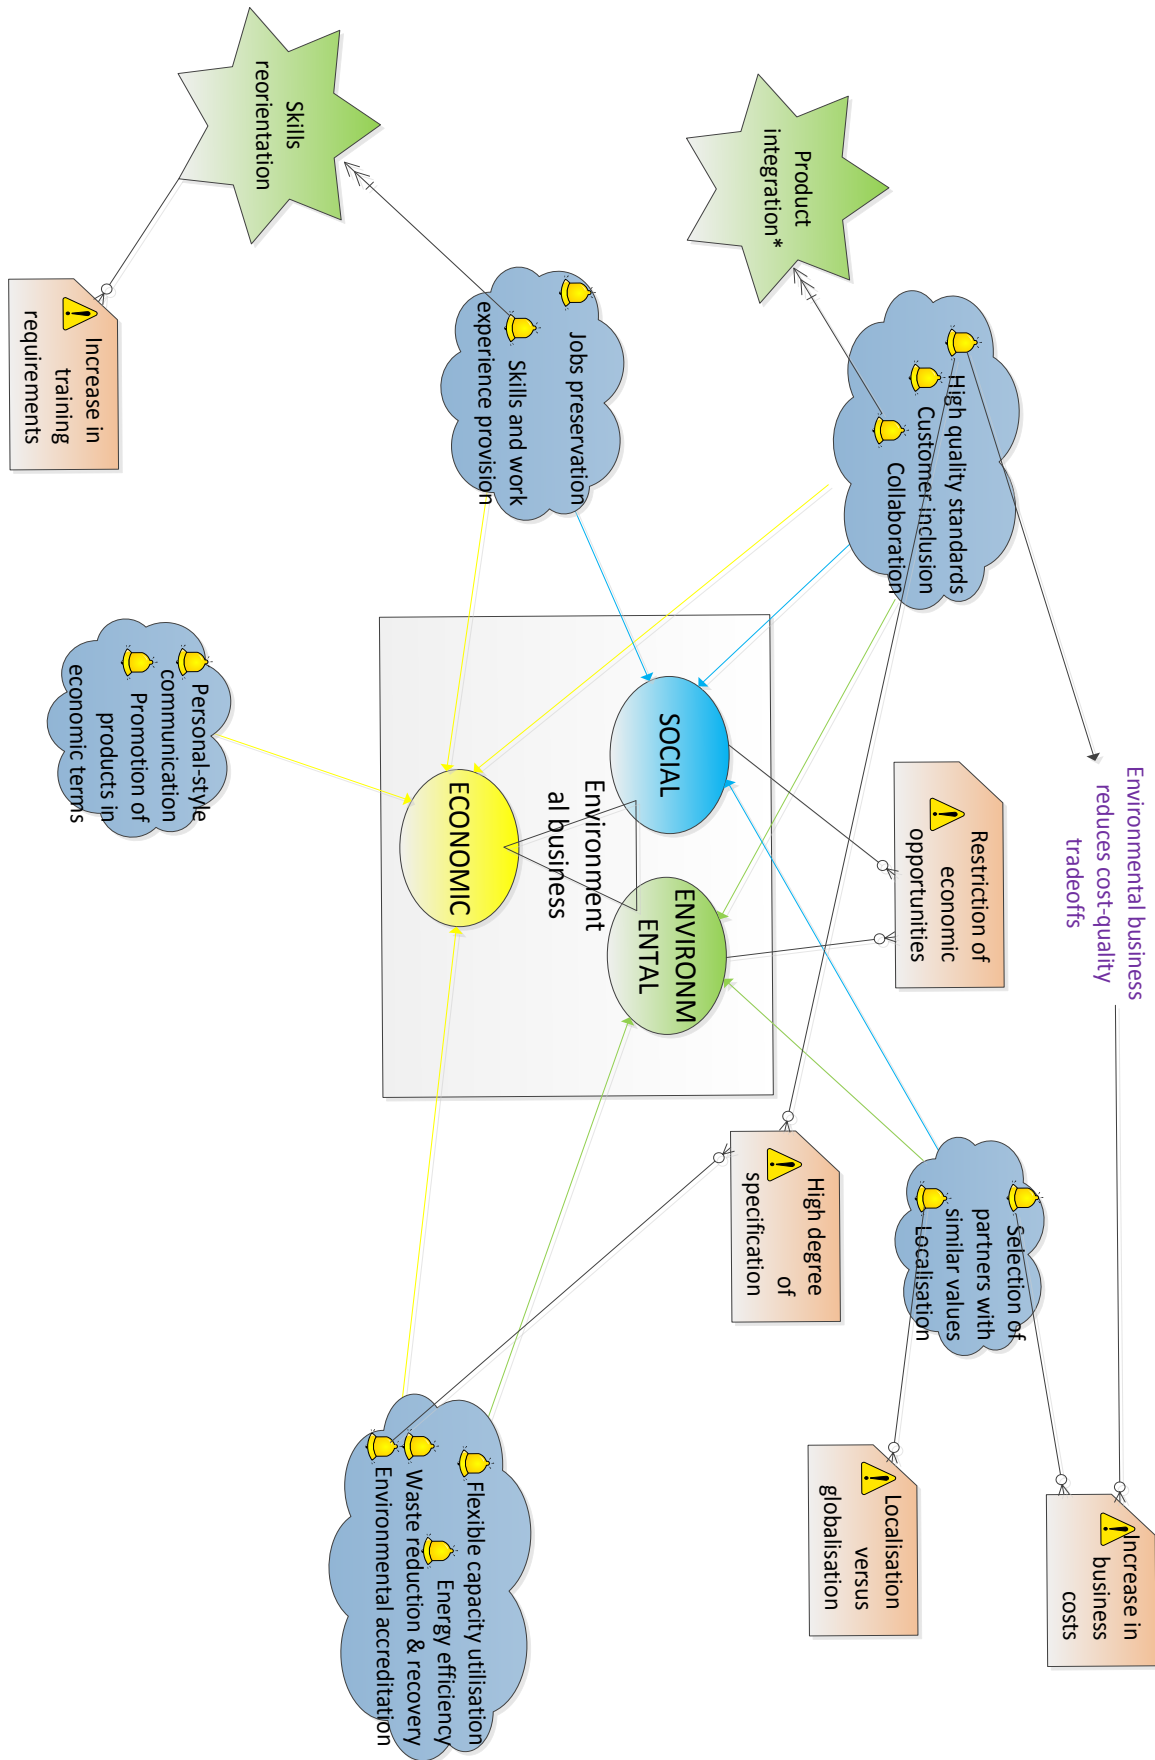 Skills
reorientation
Product
integration*
Increase in
training
requirements
Jobs preservation
Skills and work
experience provision
High quality standards
Customer inclusion
Collaboration
Personal-style
communication
Promotion of
products in
economic terms
SOCIAL
ECONOMIC
Environment
al business
ENVIRONM
ENTAL
Restriction of
economic
opportunities
Environmental business
reduces cost-quality
tradeoffs
High degree
of
specification
Selection of
partners with
similar values
Localisation
Flexible capacity utilisation
Energy efficiency
Waste reduction & recovery
Environmental accreditation
Localisation
versus
globalisation
Increase in
business
costs